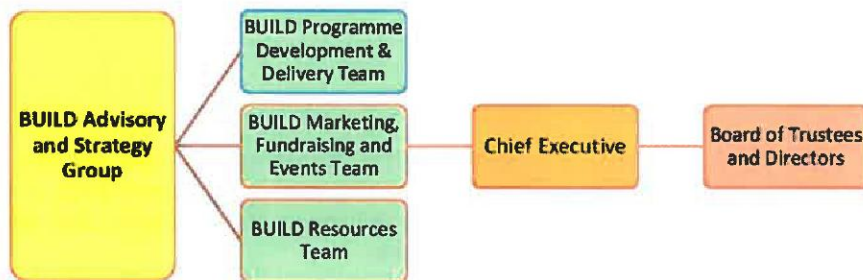 BUILD Advisory
and Strategy
Group
BUILD Programme
Development &
Delivery Team
BUILD Marketing,
Fundraising and
Events Team
BUILD Resources
Team
Chief Executive
Board of Trustees
and Directors